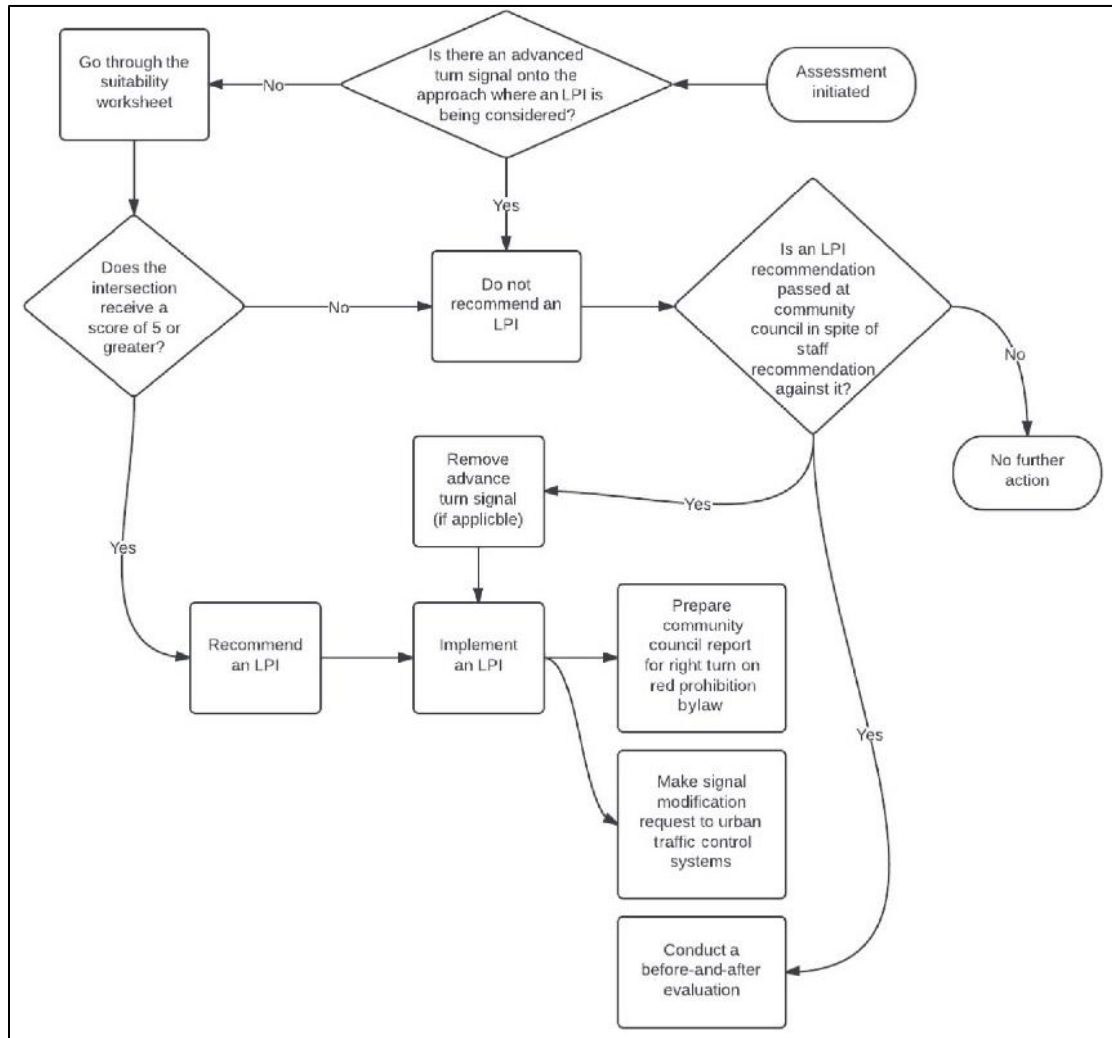 Assessment
initiated
Is there an advanced
turn signal onto the
approach where an LPI is
being considered?
No
Go through the
suitability
worksheet
Yes
Does the
intersection
receive a
score of 5 or
greater?
No
Do not
recommend an
LPI
Is an LPI
recommendation
passed at
community
council in spite of
staff
recommendation
against it?
No
No further
action
Yes
Remove
advance
turn signal
(if applicble)
Yes
Recommend
an LPI
Implement
an LPI
Prepare
community
council report
for right turn on
red prohibition
bylaw
Yes
Make signal
modification
request to urban
traffic control
systems
Conduct a
before-and-after
evaluation